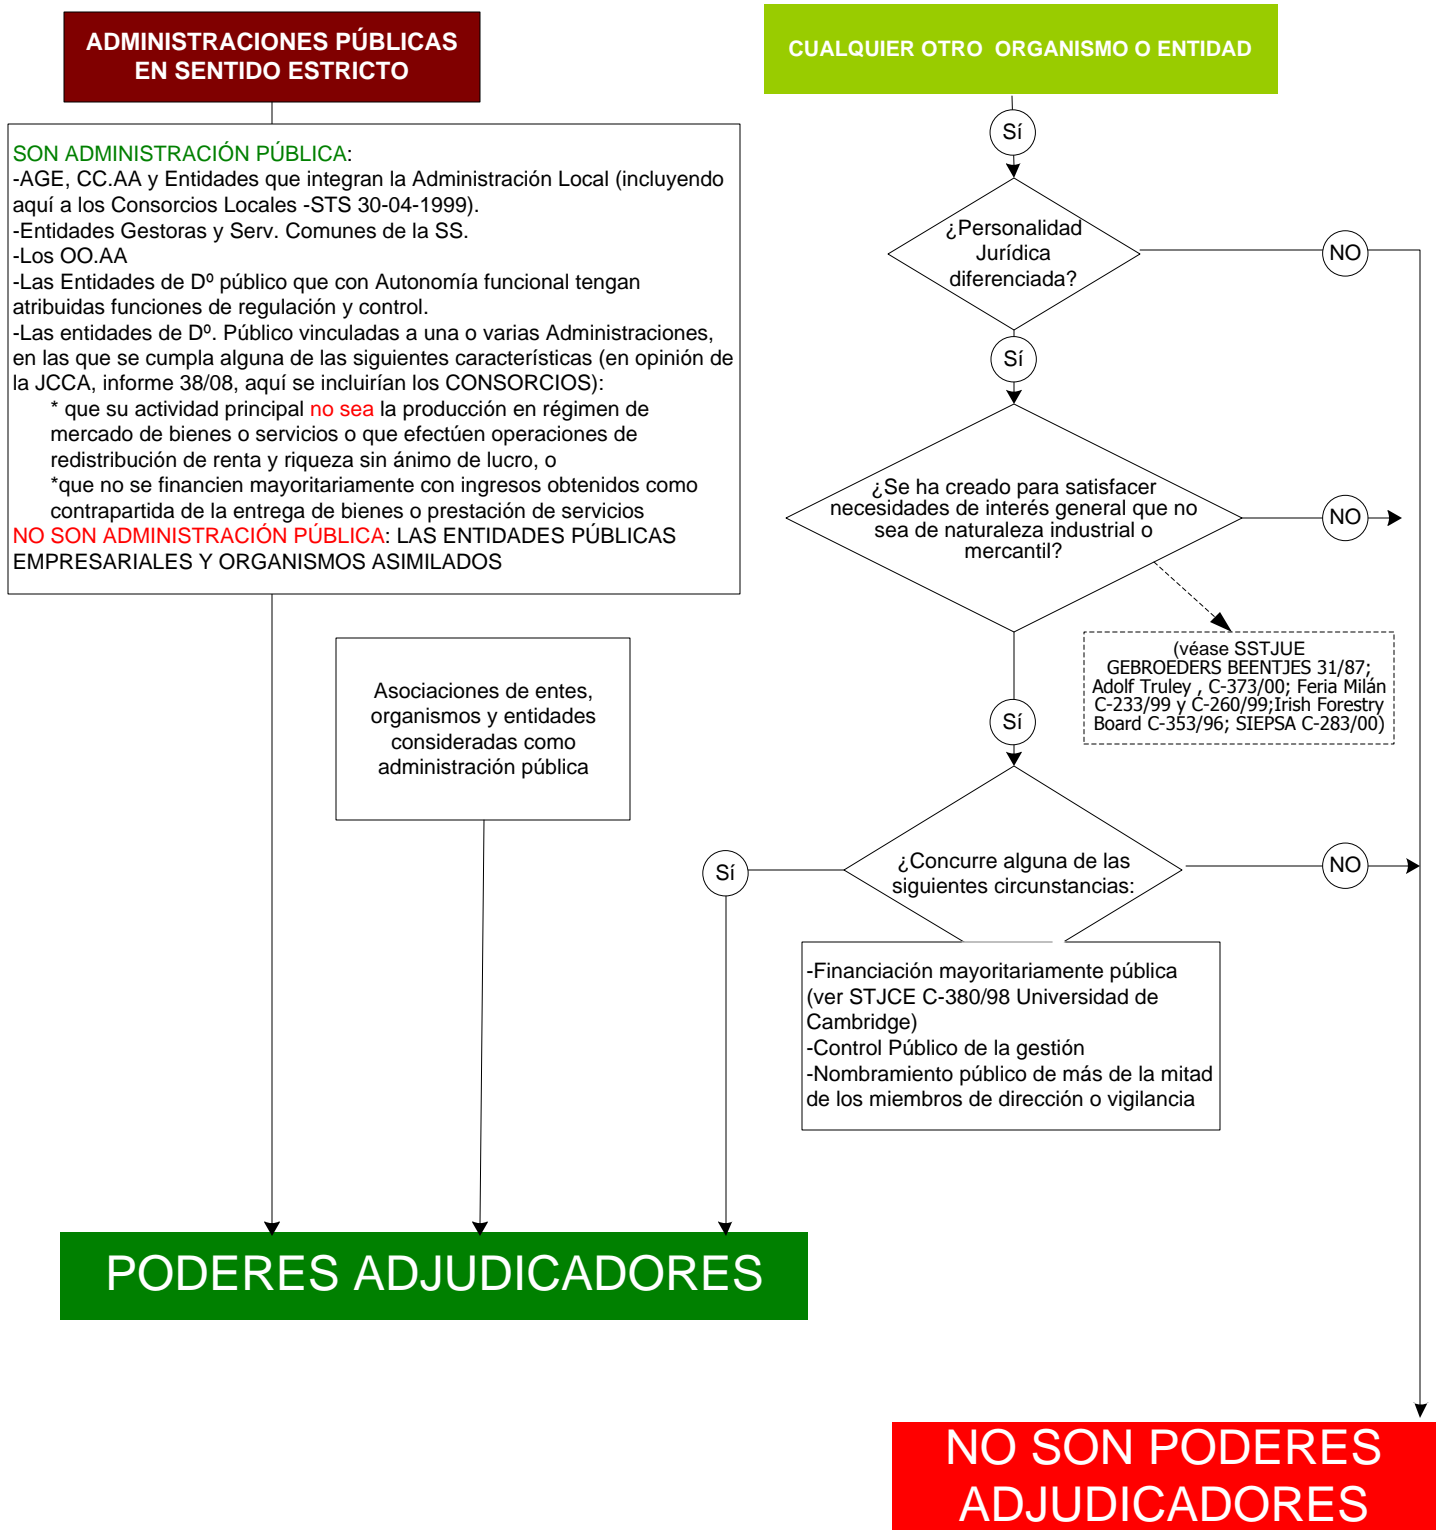 ADMINISTRACIONES PÚBLICAS
EN SENTIDO ESTRICTO
SON ADMINISTRACIÓN PÚBLICA:
-AGE, CC.AA y Entidades que integran la Administración Local (incluyendo
aquí a los Consorcios Locales -STS 30-04-1999).
-Entidades Gestoras y Serv. Comunes de la SS.
-Los OO.AA
-Las Entidades de Dº público que con Autonomía funcional tengan
atribuidas funciones de regulación y control.
-Las entidades de Dº. Público vinculadas a una o varias Administraciones,
en las que se cumpla alguna de las siguientes características (en opinión de
la JCCA, informe 38/08, aquí se incluirían los CONSORCIOS):
* que su actividad principal no sea la producción en régimen de
mercado de bienes o servicios o que efectúen operaciones de
redistribución de renta y riqueza sin ánimo de lucro, o
*que no se financien mayoritariamente con ingresos obtenidos como
contrapartida de la entrega de bienes o prestación de servicios
NO SON ADMINISTRACIÓN PÚBLICA: LAS ENTIDADES PÚBLICAS
EMPRESARIALES Y ORGANISMOS ASIMILADOS
Asociaciones de entes,
organismos y entidades
consideradas como
administración pública
CUALQUIER OTRO ORGANISMO O ENTIDAD
Sí
¿Personalidad
Jurídica
diferenciada?
NO
Sí
¿Se ha creado para satisfacer
necesidades de interés general que no
sea de naturaleza industrial o
mercantil?
NO
(véase SSTJUE
GEBROEDERS BEENTJES 31/87;
Adolf Truley , C-373/00; Feria Milán
C-233/99 y C-260/99;Irish Forestry
Board C-353/96; SIEPSA C-283/00)
Sí
¿Concurre alguna de las
siguientes circunstancias:
NO
Sí
-Financiación mayoritariamente pública
(ver STJCE C-380/98 Universidad de
Cambridge)
-Control Público de la gestión
-Nombramiento público de más de la mitad
de los miembros de dirección o vigilancia
PODERES ADJUDICADORES
NO SON PODERES
ADJUDICADORES